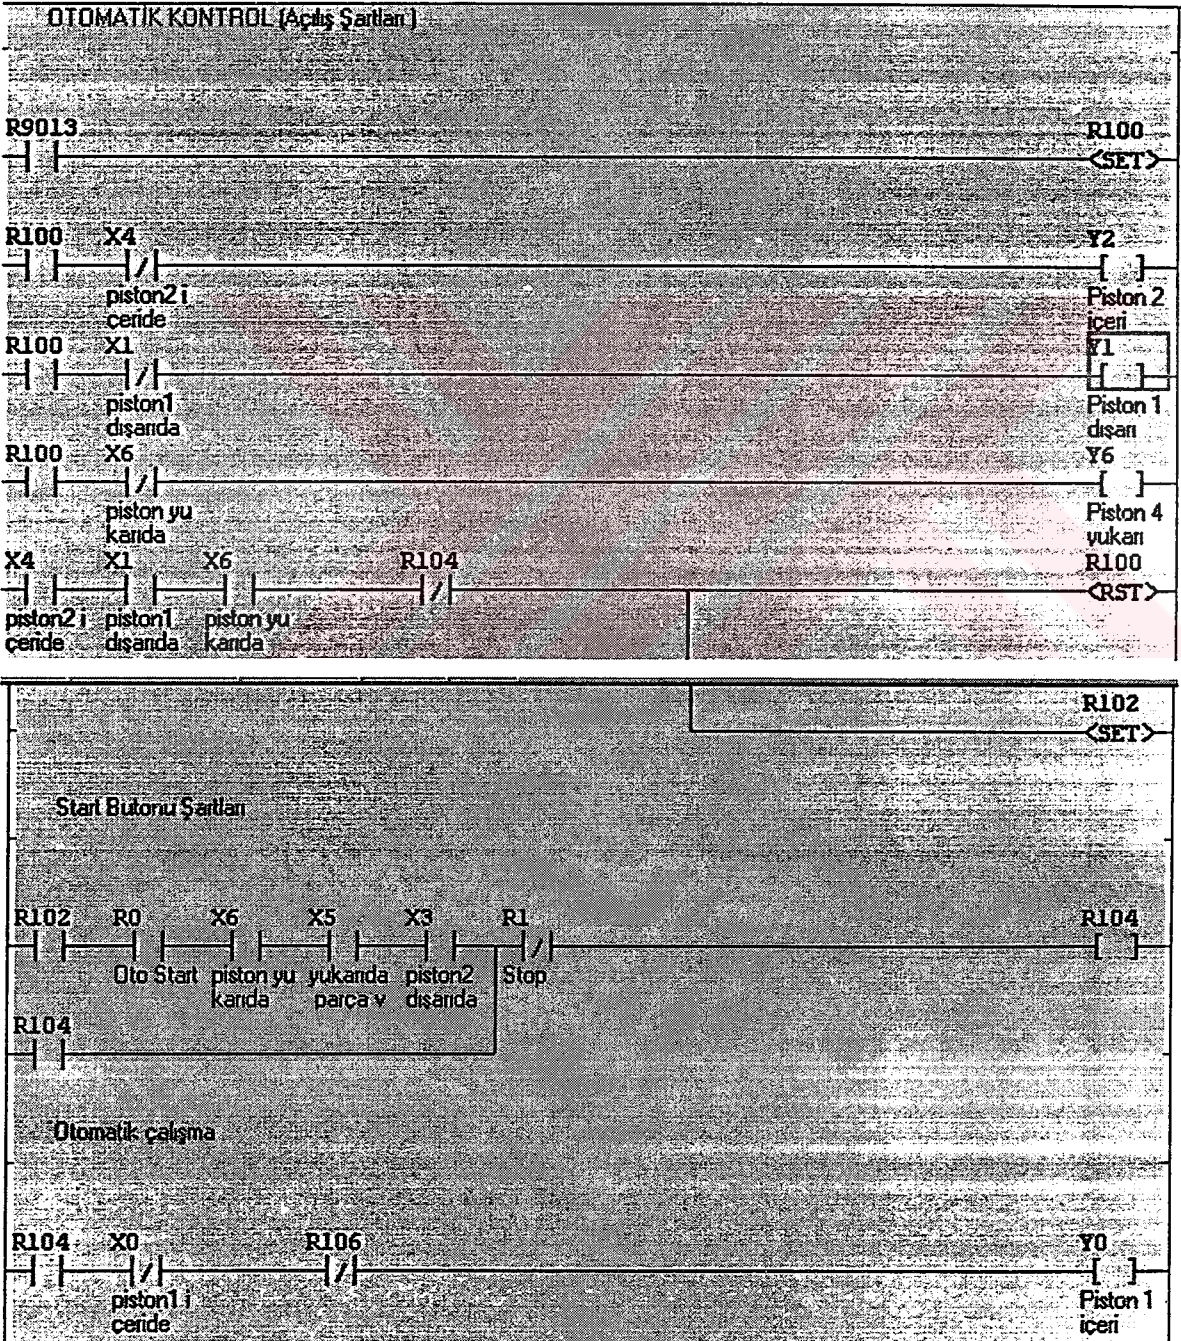 OTOMATİK KONTROL (Açılış Şartları )
R9013 R100
<SET>
R100 X4 Y2
piston2 i
çeride
Piston 2
içeri
R100 X1 Y1
piston1
dışarıda
Piston 1
dışarı
R100 X6 Y6
piston yu
karıda
Piston 4
yukarı
X4 X1 X6 R104 R100
<RST>
piston2 i piston1 piston yu
çeride dışarıda karıda
R102
<SET>
Start Butonu Şartları
R102 R0 X6 X5 X3 R1 R104
Oto Start piston yu yukarıda piston2 Stop
karıda parça v dışarıda
R104
Otomatik çalışma
R104 X0 R106 Y0
piston1 i
çeride
Piston 1
içeri